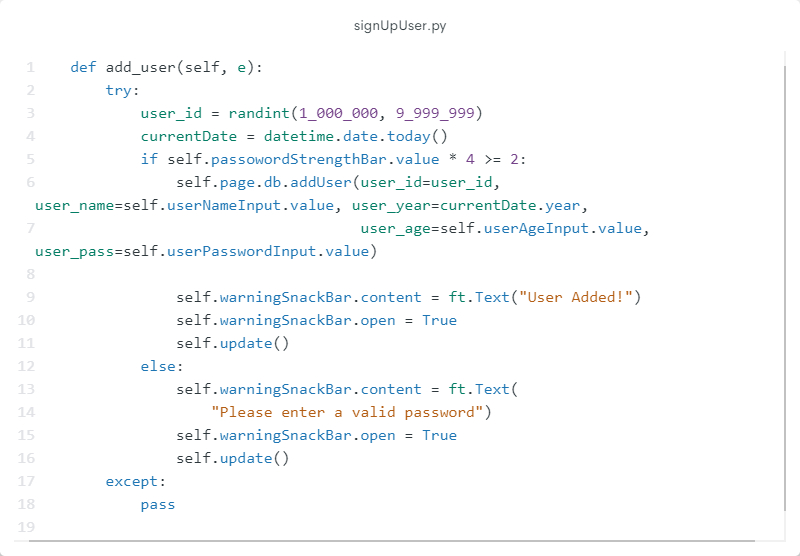 signUpUser.py
1 def add_user(self, e):
2 try:
3 user_id = randint(1_000_000, 9_999_999)
4 currentDate = datetime.date.today()
5 if self.passowordStrengthBar.value * 4 >= 2:
6 self.page.db.addUser(user_id=user_id,
user_name=self.userNameInput.value, user_year=currentDate.year,
7 user_age=self.userAgeInput.value,
user_pass=self.userPasswordInput.value)
8
9 self.warningSnackBar.content = ft.Text("User Added!")
10 self.warningSnackBar.open = True
11 self.update()
12 else:
13 self.warningSnackBar.content = ft.Text(
14 "Please enter a valid password")
15 self.warningSnackBar.open = True
16 self.update()
17 except:
18 pass
19